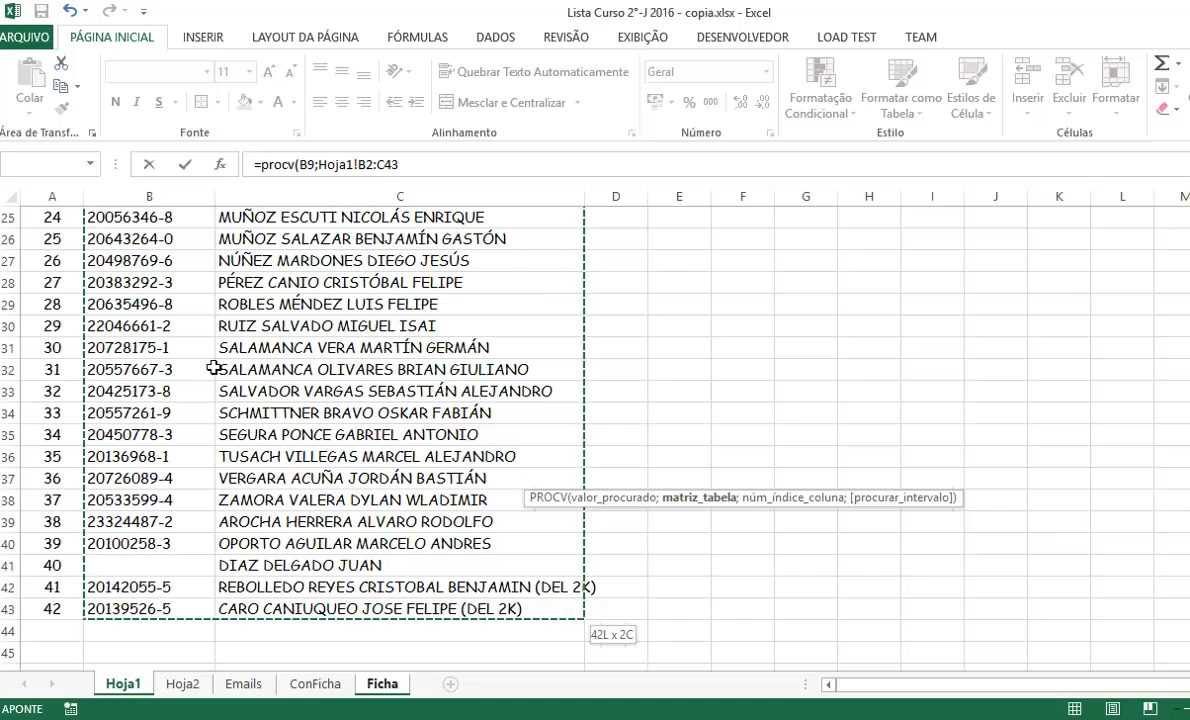 Lista Curso 2°-J 2016 - copia.xlsx - Excel
ARQUIVO PÁGINA INICIAL INSERIR LAYOUT DA PÁGINA FÓRMULAS DADOS REVISÃO EXIBIÇÃO DESENVOLVEDOR LOAD TEST TEAM
11 Quebrar Texto Automaticamente Geral
Colar N I S A Mesclar e Centralizar % 000 Formatação Condicional Formatar como Tabela Estilos de Célula Inserir Excluir Formatar
Área de Transf... Fonte Alinhamento Número Estilo Células
fx =procv(B9;Hoja1!B2:C43
A B C D E F G H I J K L M
25 24 20056346-8 MUÑOZ ESCUTI NICOLÁS ENRIQUE
26 25 20643264-0 MUÑOZ SALAZAR BENJAMÍN GASTÓN
27 26 20498769-6 NÚÑEZ MARDONES DIEGO JESÚS
28 27 20383292-3 PÉREZ CANIO CRISTÓBAL FELIPE
29 28 20635496-8 ROBLES MÉNDEZ LUIS FELIPE
30 29 22046661-2 RUIZ SALVADO MIGUEL ISAI
31 30 20728175-1 SALAMANCA VERA MARTÍN GERMÁN
32 31 20557667-3 SALAMANCA OLIVARES BRIAN GIULIANO
33 32 20425173-8 SALVADOR VARGAS SEBASTIÁN ALEJANDRO
34 33 20557261-9 SCHMITTNER BRAVO OSKAR FABIÁN
35 34 20450778-3 SEGURA PONCE GABRIEL ANTONIO
36 35 20136968-1 TUSACH VILLEGAS MARCEL ALEJANDRO
37 36 20726089-4 VERGARA ACUÑA JORDÁN BASTIÁN
38 37 20533599-4 ZAMORA VALERA DYLAN WLADIMIR
PROCV(valor_procurado; matriz_tabela; núm_índice_coluna; [procurar_intervalo])
39 38 23324487-2 AROCHA HERRERA ALVARO RODOLFO
40 39 20100258-3 OPORTO AGUILAR MARCELO ANDRES
41 40 DIAZ DELGADO JUAN
42 41 20142055-5 REBOLLEDO REYES CRISTOBAL BENJAMIN (DEL 2K)
43 42 20139526-5 CARO CANIUQUEO JOSE FELIPE (DEL 2K)
44 42L x 2C
45
Hoja1 Hoja2 Emails ConFicha Ficha
APONTE